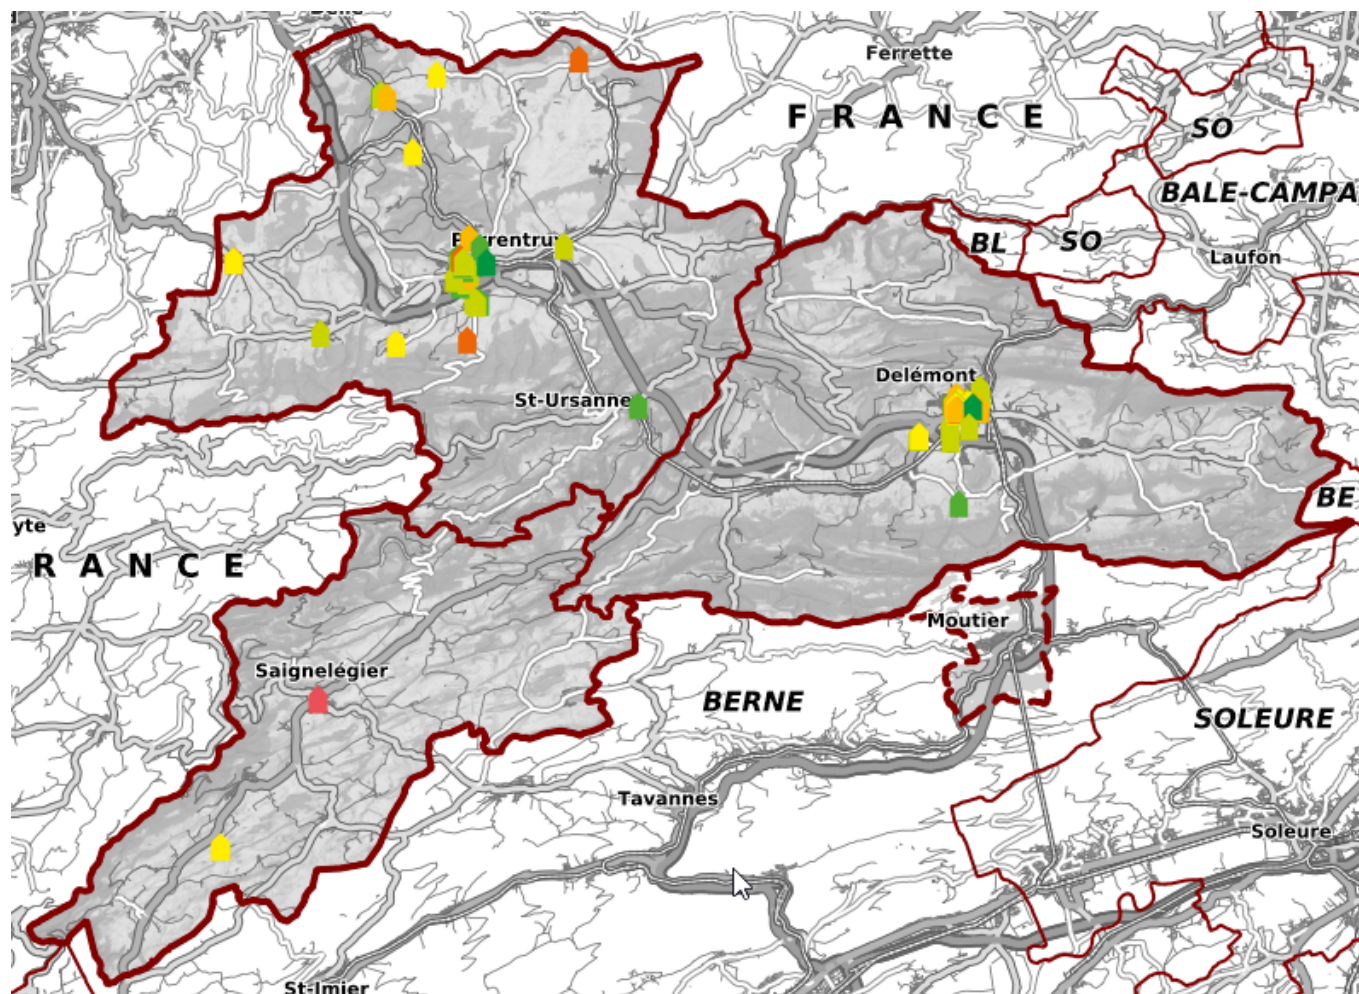 Ferrette
FRANCE
SO
BALE-CAMPA
BL
SO
Laufon
Delémont
St-Ursanne
BE
yte
RANCE
Moutier
Saignelégier
BERNE
SOLEURE
Tavannes
Soleure
St-Imier